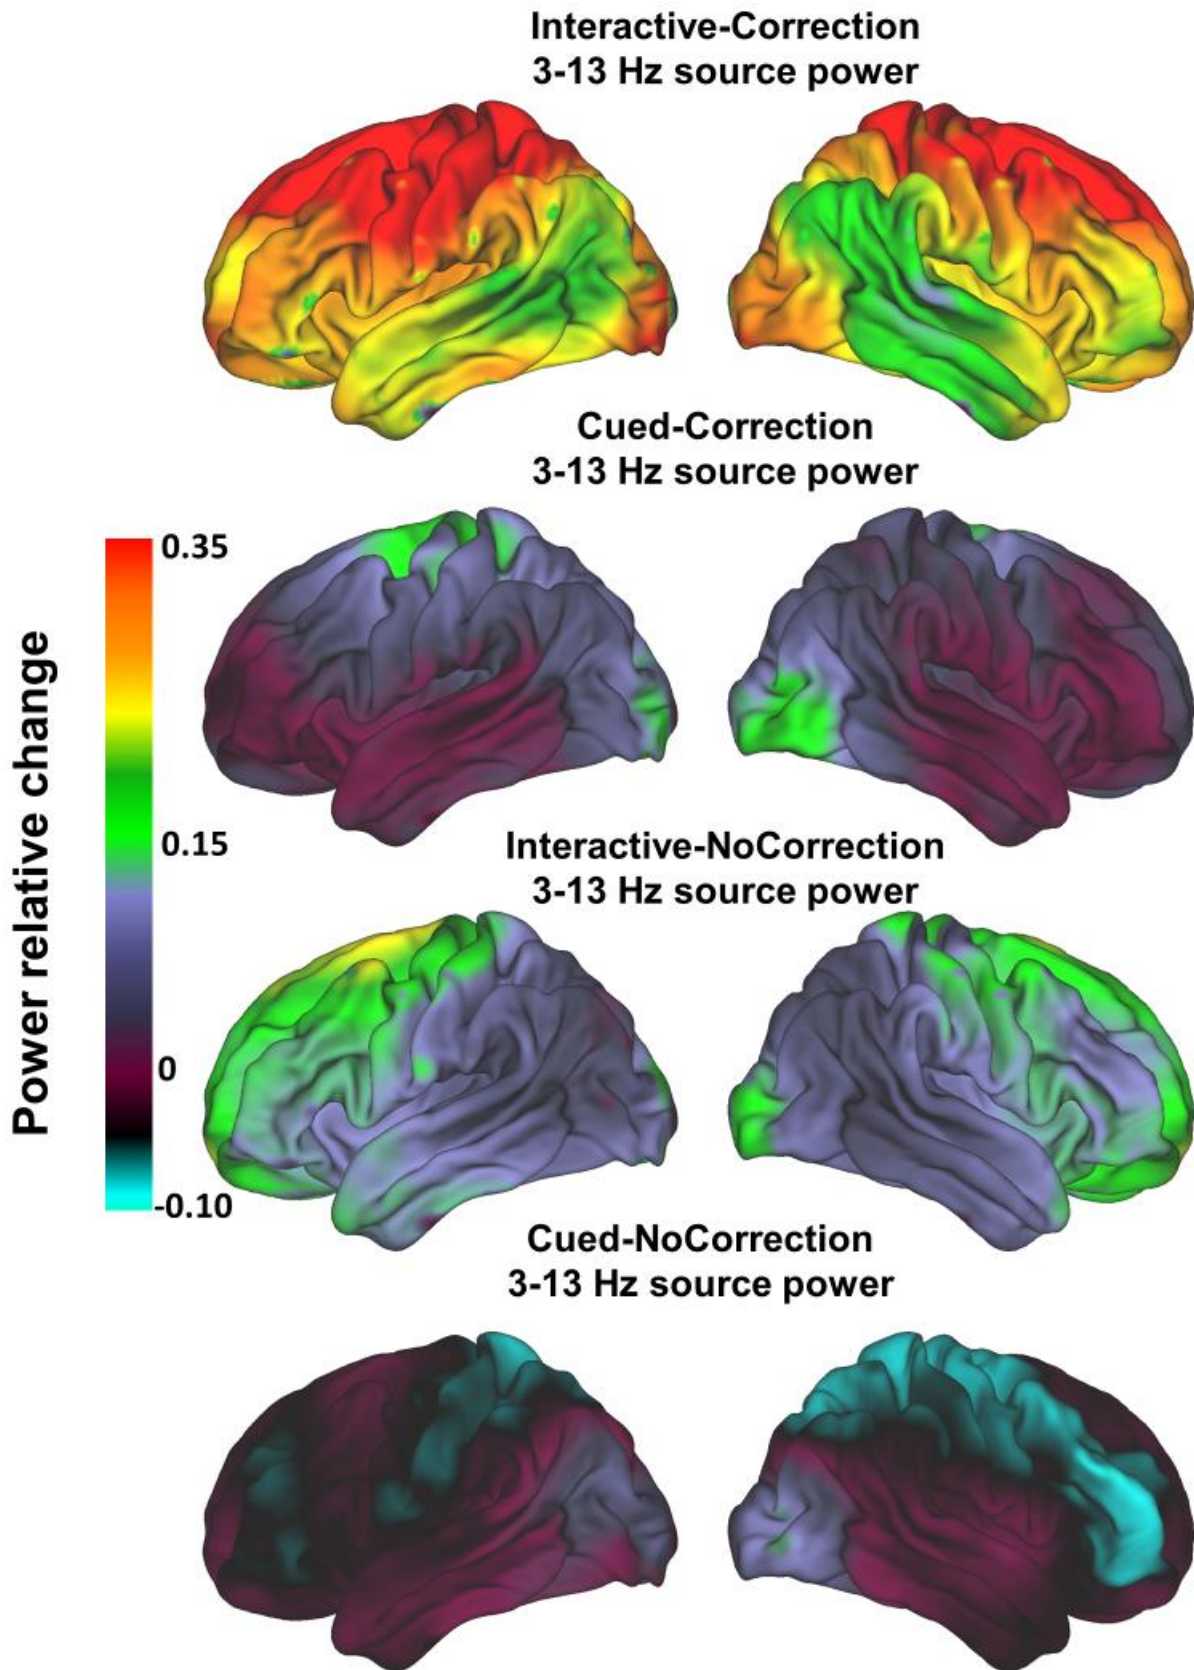 Interactive-Correction
3-13 Hz source power
Cued-Correction
3-13 Hz source power
Power relative change
0.35
0.15
0
-0.10
Interactive-NoCorrection
3-13 Hz source power
Cued-NoCorrection
3-13 Hz source power